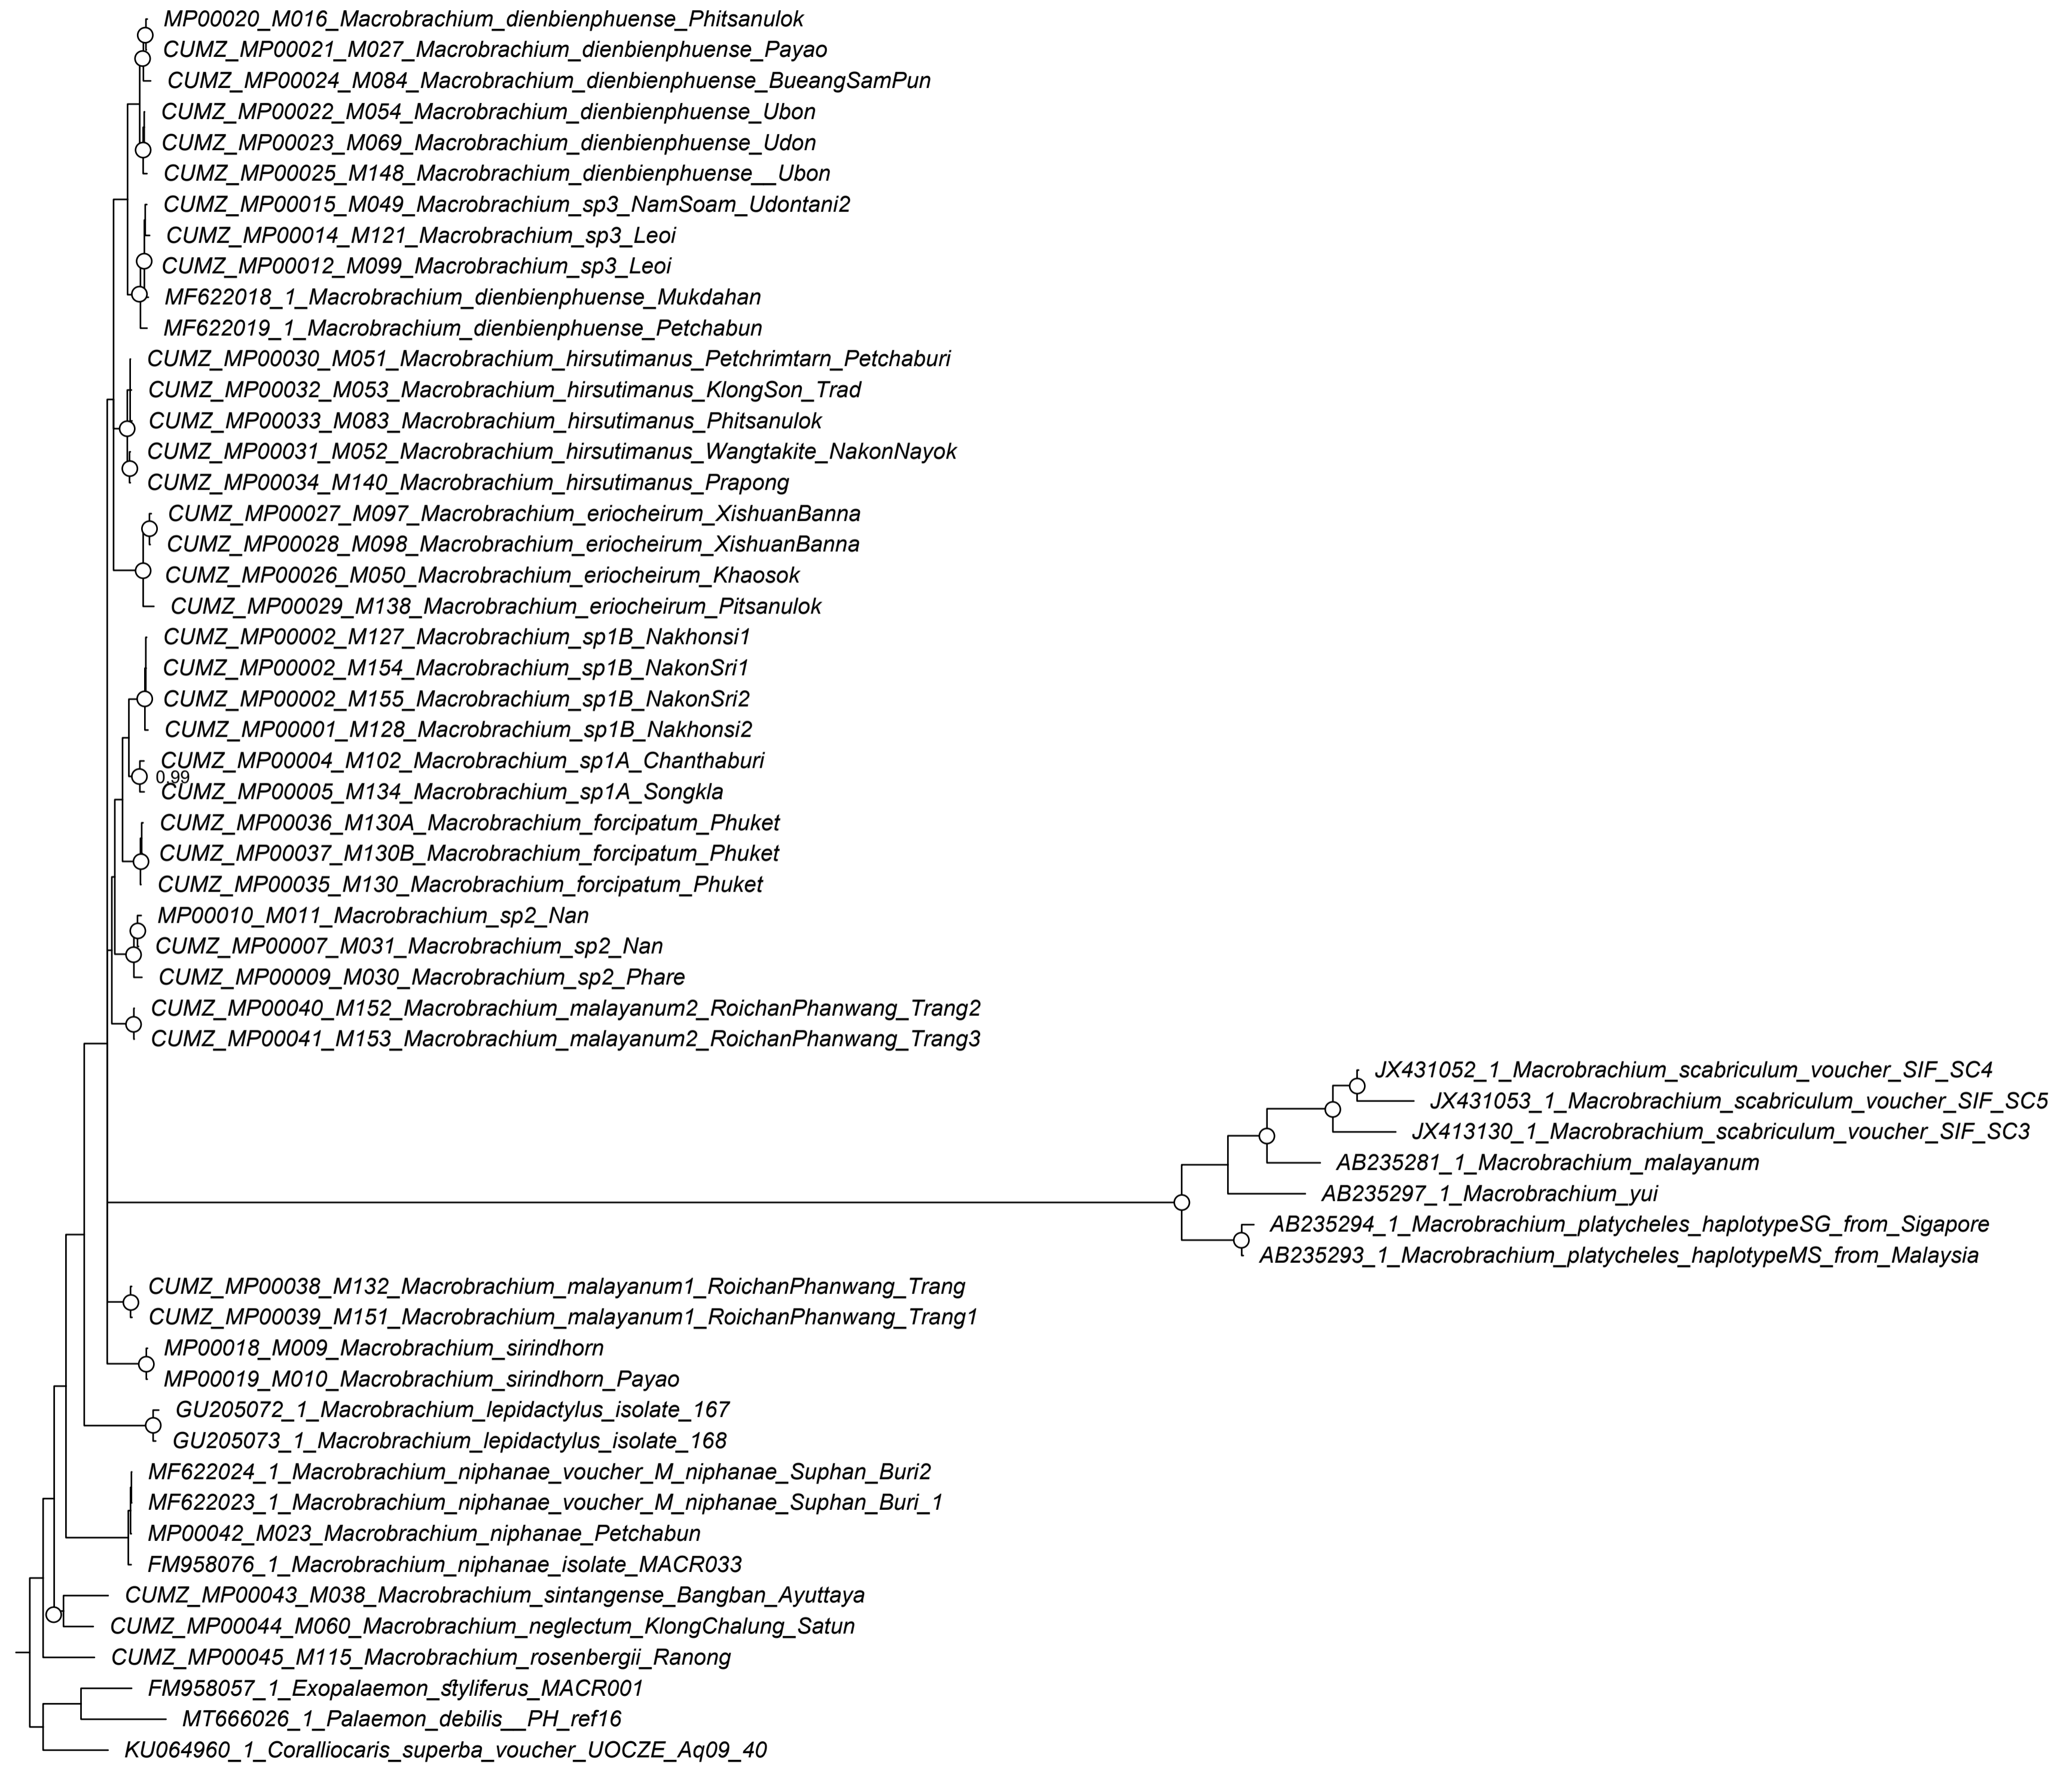 MP00020_M016_Macrobrachium_dienbienphuense_Phitsanulok
CUMZ_MP00021_M027_Macrobrachium_dienbienphuense_Payao
CUMZ_MP00024_M084_Macrobrachium_dienbienphuense_BueangSamPun
CUMZ_MP00022_M054_Macrobrachium_dienbienphuense_Ubon
CUMZ_MP00023_M069_Macrobrachium_dienbienphuense_Udon
CUMZ_MP00025_M148_Macrobrachium_dienbienphuense__Ubon
CUMZ_MP00015_M049_Macrobrachium_sp3_NamSoam_Udontani2
CUMZ_MP00014_M121_Macrobrachium_sp3_Leoi
CUMZ_MP00012_M099_Macrobrachium_sp3_Leoi
MF622018_1_Macrobrachium_dienbienphuense_Mukdahan
MF622019_1_Macrobrachium_dienbienphuense_Petchabun
CUMZ_MP00030_M051_Macrobrachium_hirsutimanus_Petchrimtarn_Petchaburi
CUMZ_MP00032_M053_Macrobrachium_hirsutimanus_KlongSon_Trad
CUMZ_MP00033_M083_Macrobrachium_hirsutimanus_Phitsanulok
CUMZ_MP00031_M052_Macrobrachium_hirsutimanus_Wangtakite_NakonNayok
CUMZ_MP00034_M140_Macrobrachium_hirsutimanus_Prapong
CUMZ_MP00027_M097_Macrobrachium_eriocheirum_XishuanBanna
CUMZ_MP00028_M098_Macrobrachium_eriocheirum_XishuanBanna
CUMZ_MP00026_M050_Macrobrachium_eriocheirum_Khaosok
CUMZ_MP00029_M138_Macrobrachium_eriocheirum_Pitsanulok
CUMZ_MP00002_M127_Macrobrachium_sp1B_Nakhonsi1
CUMZ_MP00002_M154_Macrobrachium_sp1B_NakonSri1
CUMZ_MP00002_M155_Macrobrachium_sp1B_NakonSri2
CUMZ_MP00001_M128_Macrobrachium_sp1B_Nakhonsi2
CUMZ_MP00004_M102_Macrobrachium_sp1A_Chanthaburi
0.99
CUMZ_MP00005_M134_Macrobrachium_sp1A_Songkla
CUMZ_MP00036_M130A_Macrobrachium_forcipatum_Phuket
CUMZ_MP00037_M130B_Macrobrachium_forcipatum_Phuket
CUMZ_MP00035_M130_Macrobrachium_forcipatum_Phuket
MP00010_M011_Macrobrachium_sp2_Nan
CUMZ_MP00007_M031_Macrobrachium_sp2_Nan
CUMZ_MP00009_M030_Macrobrachium_sp2_Phare
CUMZ_MP00040_M152_Macrobrachium_malayanum2_RoichanPhanwang_Trang2
CUMZ_MP00041_M153_Macrobrachium_malayanum2_RoichanPhanwang_Trang3
JX431052_1_Macrobrachium_scabriculum_voucher_SIF_SC4
JX431053_1_Macrobrachium_scabriculum_voucher_SIF_SC5
JX413130_1_Macrobrachium_scabriculum_voucher_SIF_SC3
AB235281_1_Macrobrachium_malayanum
AB235297_1_Macrobrachium_yui
AB235294_1_Macrobrachium_platycheles_haplotypeSG_from_Sigapore
AB235293_1_Macrobrachium_platycheles_haplotypeMS_from_Malaysia
CUMZ_MP00038_M132_Macrobrachium_malayanum1_RoichanPhanwang_Trang
CUMZ_MP00039_M151_Macrobrachium_malayanum1_RoichanPhanwang_Trang1
MP00018_M009_Macrobrachium_sirindhorn
MP00019_M010_Macrobrachium_sirindhorn_Payao
GU205072_1_Macrobrachium_lepidactylus_isolate_167
GU205073_1_Macrobrachium_lepidactylus_isolate_168
MF622024_1_Macrobrachium_niphanae_voucher_M_niphanae_Suphan_Buri2
MF622023_1_Macrobrachium_niphanae_voucher_M_niphanae_Suphan_Buri_1
MP00042_M023_Macrobrachium_niphanae_Petchabun
FM958076_1_Macrobrachium_niphanae_isolate_MACR033
CUMZ_MP00043_M038_Macrobrachium_sintangense_Bangban_Ayuttaya
CUMZ_MP00044_M060_Macrobrachium_neglectum_KlongChalung_Satun
CUMZ_MP00045_M115_Macrobrachium_rosenbergii_Ranong
FM958057_1_Exopalaemon_styliferus_MACR001
MT666026_1_Palaemon_debilis__PH_ref16
KU064960_1_Coralliocaris_superba_voucher_UOCZE_Aq09_40